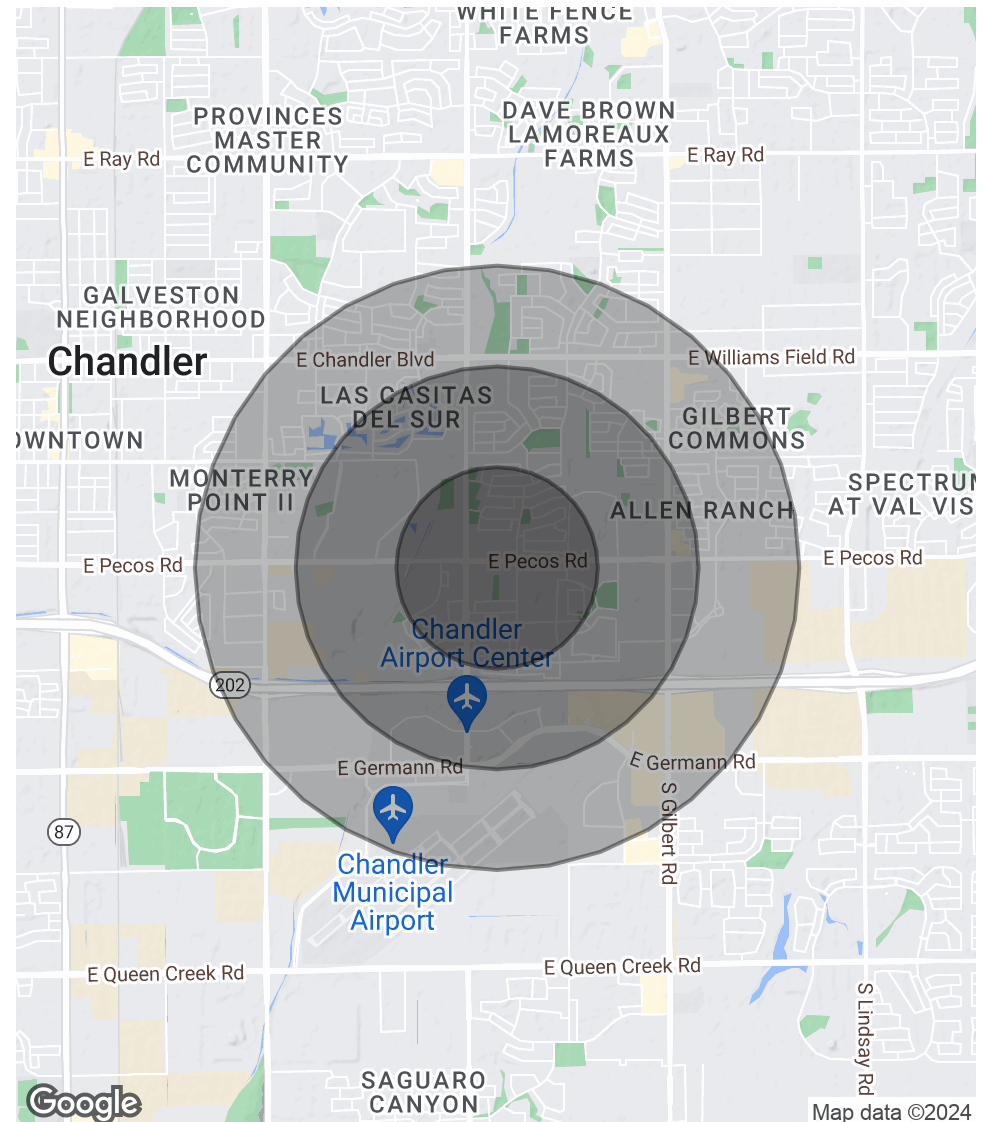 WHITE FENCE
FARMS
PROVINCES
MASTER
COMMUNITY
DAVE BROWN
LAMOREAUX
FARMS
E Ray Rd
E Ray Rd
GALVESTON
NEIGHBORHOOD
Chandler
E Chandler Blvd
E Williams Field Rd
LAS CASITAS
DEL SUR
GILBERT
COMMONS
OWNTOWN
MONTERRY
POINT II
SPECTRUM
AT VAL VIS
ALLEN RANCH
E Pecos Rd
E Pecos Rd
E Pecos Rd
Chandler
Airport Center
202
E Germann Rd
E Germann Rd
S Gilbert Rd
87
Chandler
Municipal
Airport
E Queen Creek Rd
E Queen Creek Rd
S Lindsay Rd
SAGUARO
CANYON
Google
Map data ©2024